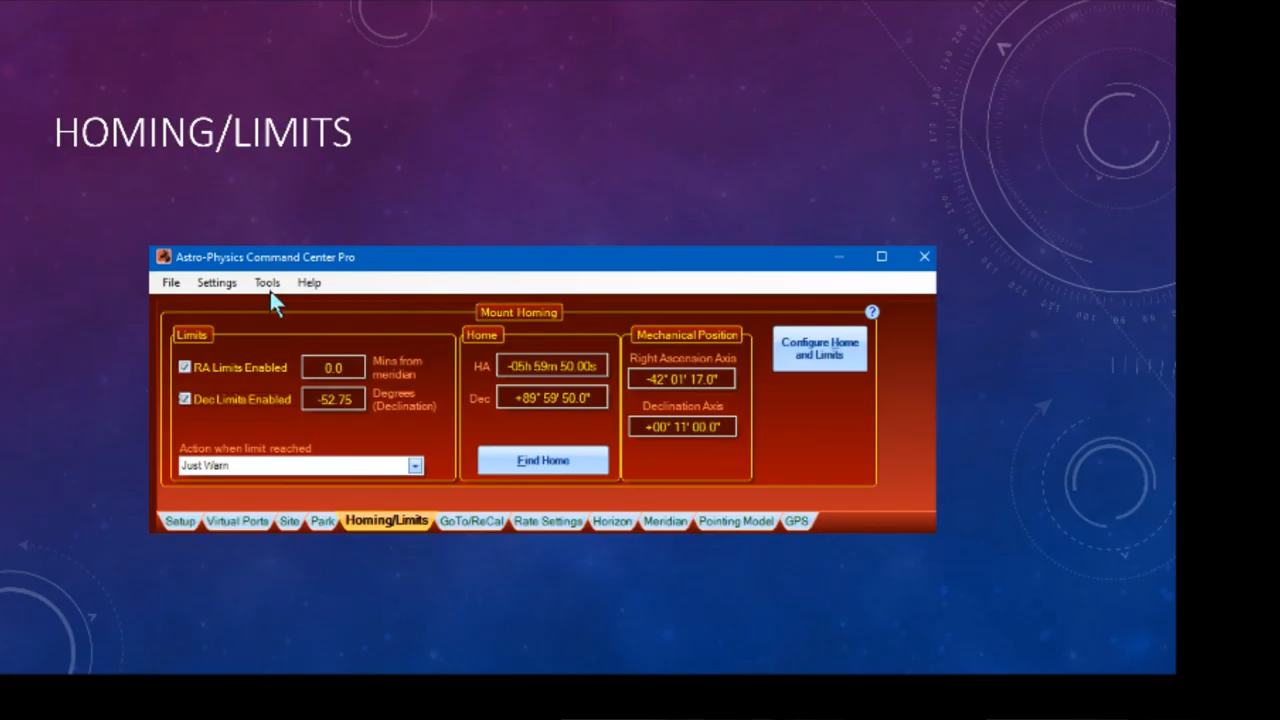 HOMING/LIMITS
Astro-Physics Command Center Pro
File Settings Tools Help
Mount Homing
?
Limits
RA Limits Enabled 0.0 Mins from meridian
Dec Limits Enabled -52.75 Degrees (Declination)
Action when limit reached
Just Warn
Home
HA -05h 59m 50.00s
Dec +89° 59' 50.0"
Find Home
Mechanical Position
Right Ascension Axis
-42° 01' 17.0"
Declination Axis
+00° 11' 00.0"
Configure Home
and Limits
Setup Virtual Ports Site Park Homing/Limits GoTo/ReCal Rate Settings Horizon Meridian Pointing Model GPS